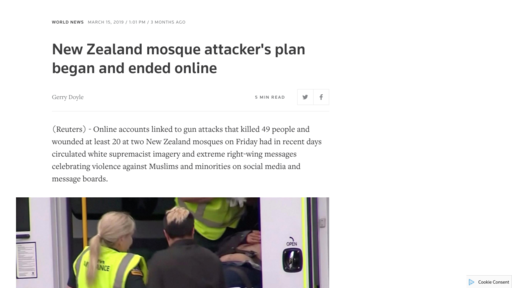 WORLD NEWS MARCH 15, 2019 / 1:01 PM / 3 MONTHS AGO
New Zealand mosque attacker's plan
began and ended online
Gerry Doyle
5 MIN READ
(Reuters) - Online accounts linked to gun attacks that killed 49 people and
wounded at least 20 at two New Zealand mosques on Friday had in recent days
circulated white supremacist imagery and extreme right-wing messages
celebrating violence against Muslims and minorities on social media and
message boards.
OPEN
Cookie Consent